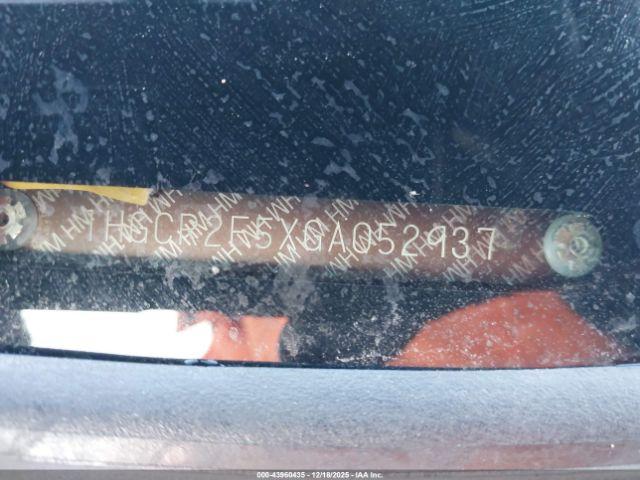 1HGCR2F5XGA052937
000-43960435 - 12/18/2025 - IAA Inc.